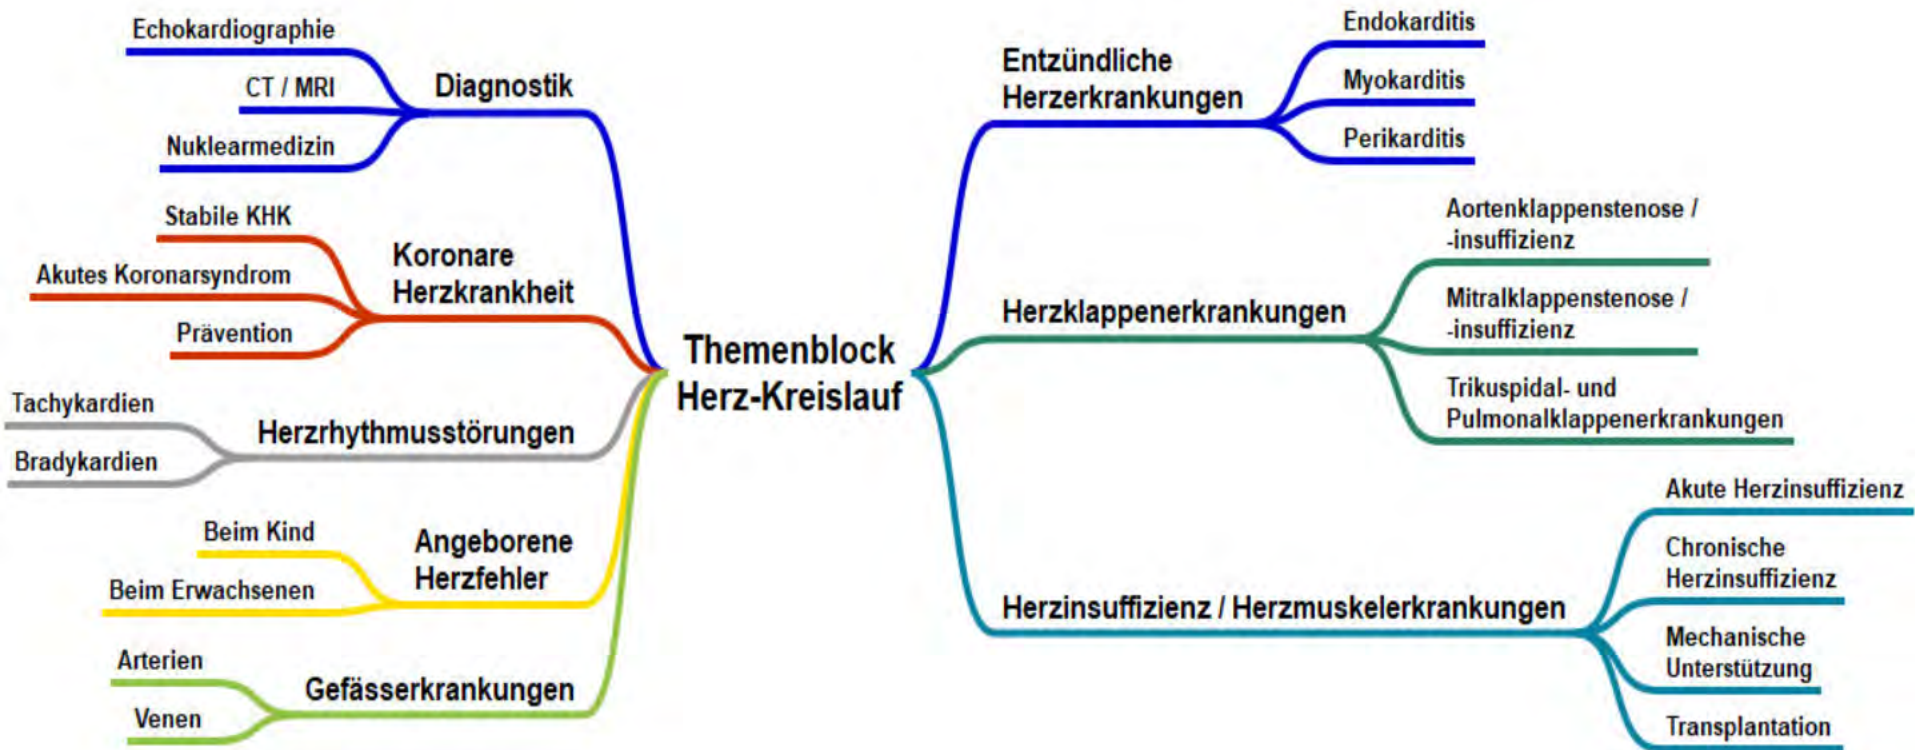 Echokardiographie
CT / MRI
Nuklearmedizin
Diagnostik
Stabile KHK
Akutes Koronarsyndrom
Prävention
Koronare
Herzkrankheit
Tachykardien
Bradykardien
Herzrhythmusstörungen
Beim Kind
Beim Erwachsenen
Angeborene
Herzfehler
Arterien
Venen
Gefässerkrankungen
Themenblock
Herz-Kreislauf
Entzündliche
Herzerkrankungen
Endokarditis
Myokarditis
Perikarditis
Herzklappenerkrankungen
Aortenklappenstenose /
-insuffizienz
Mitralklappenstenose /
-insuffizienz
Trikuspidal- und
Pulmonalklappenerkrankungen
Herzinsuffizienz / Herzmuskelerkrankungen
Akute Herzinsuffizienz
Chronische
Herzinsuffizienz
Mechanische
Unterstützung
Transplantation